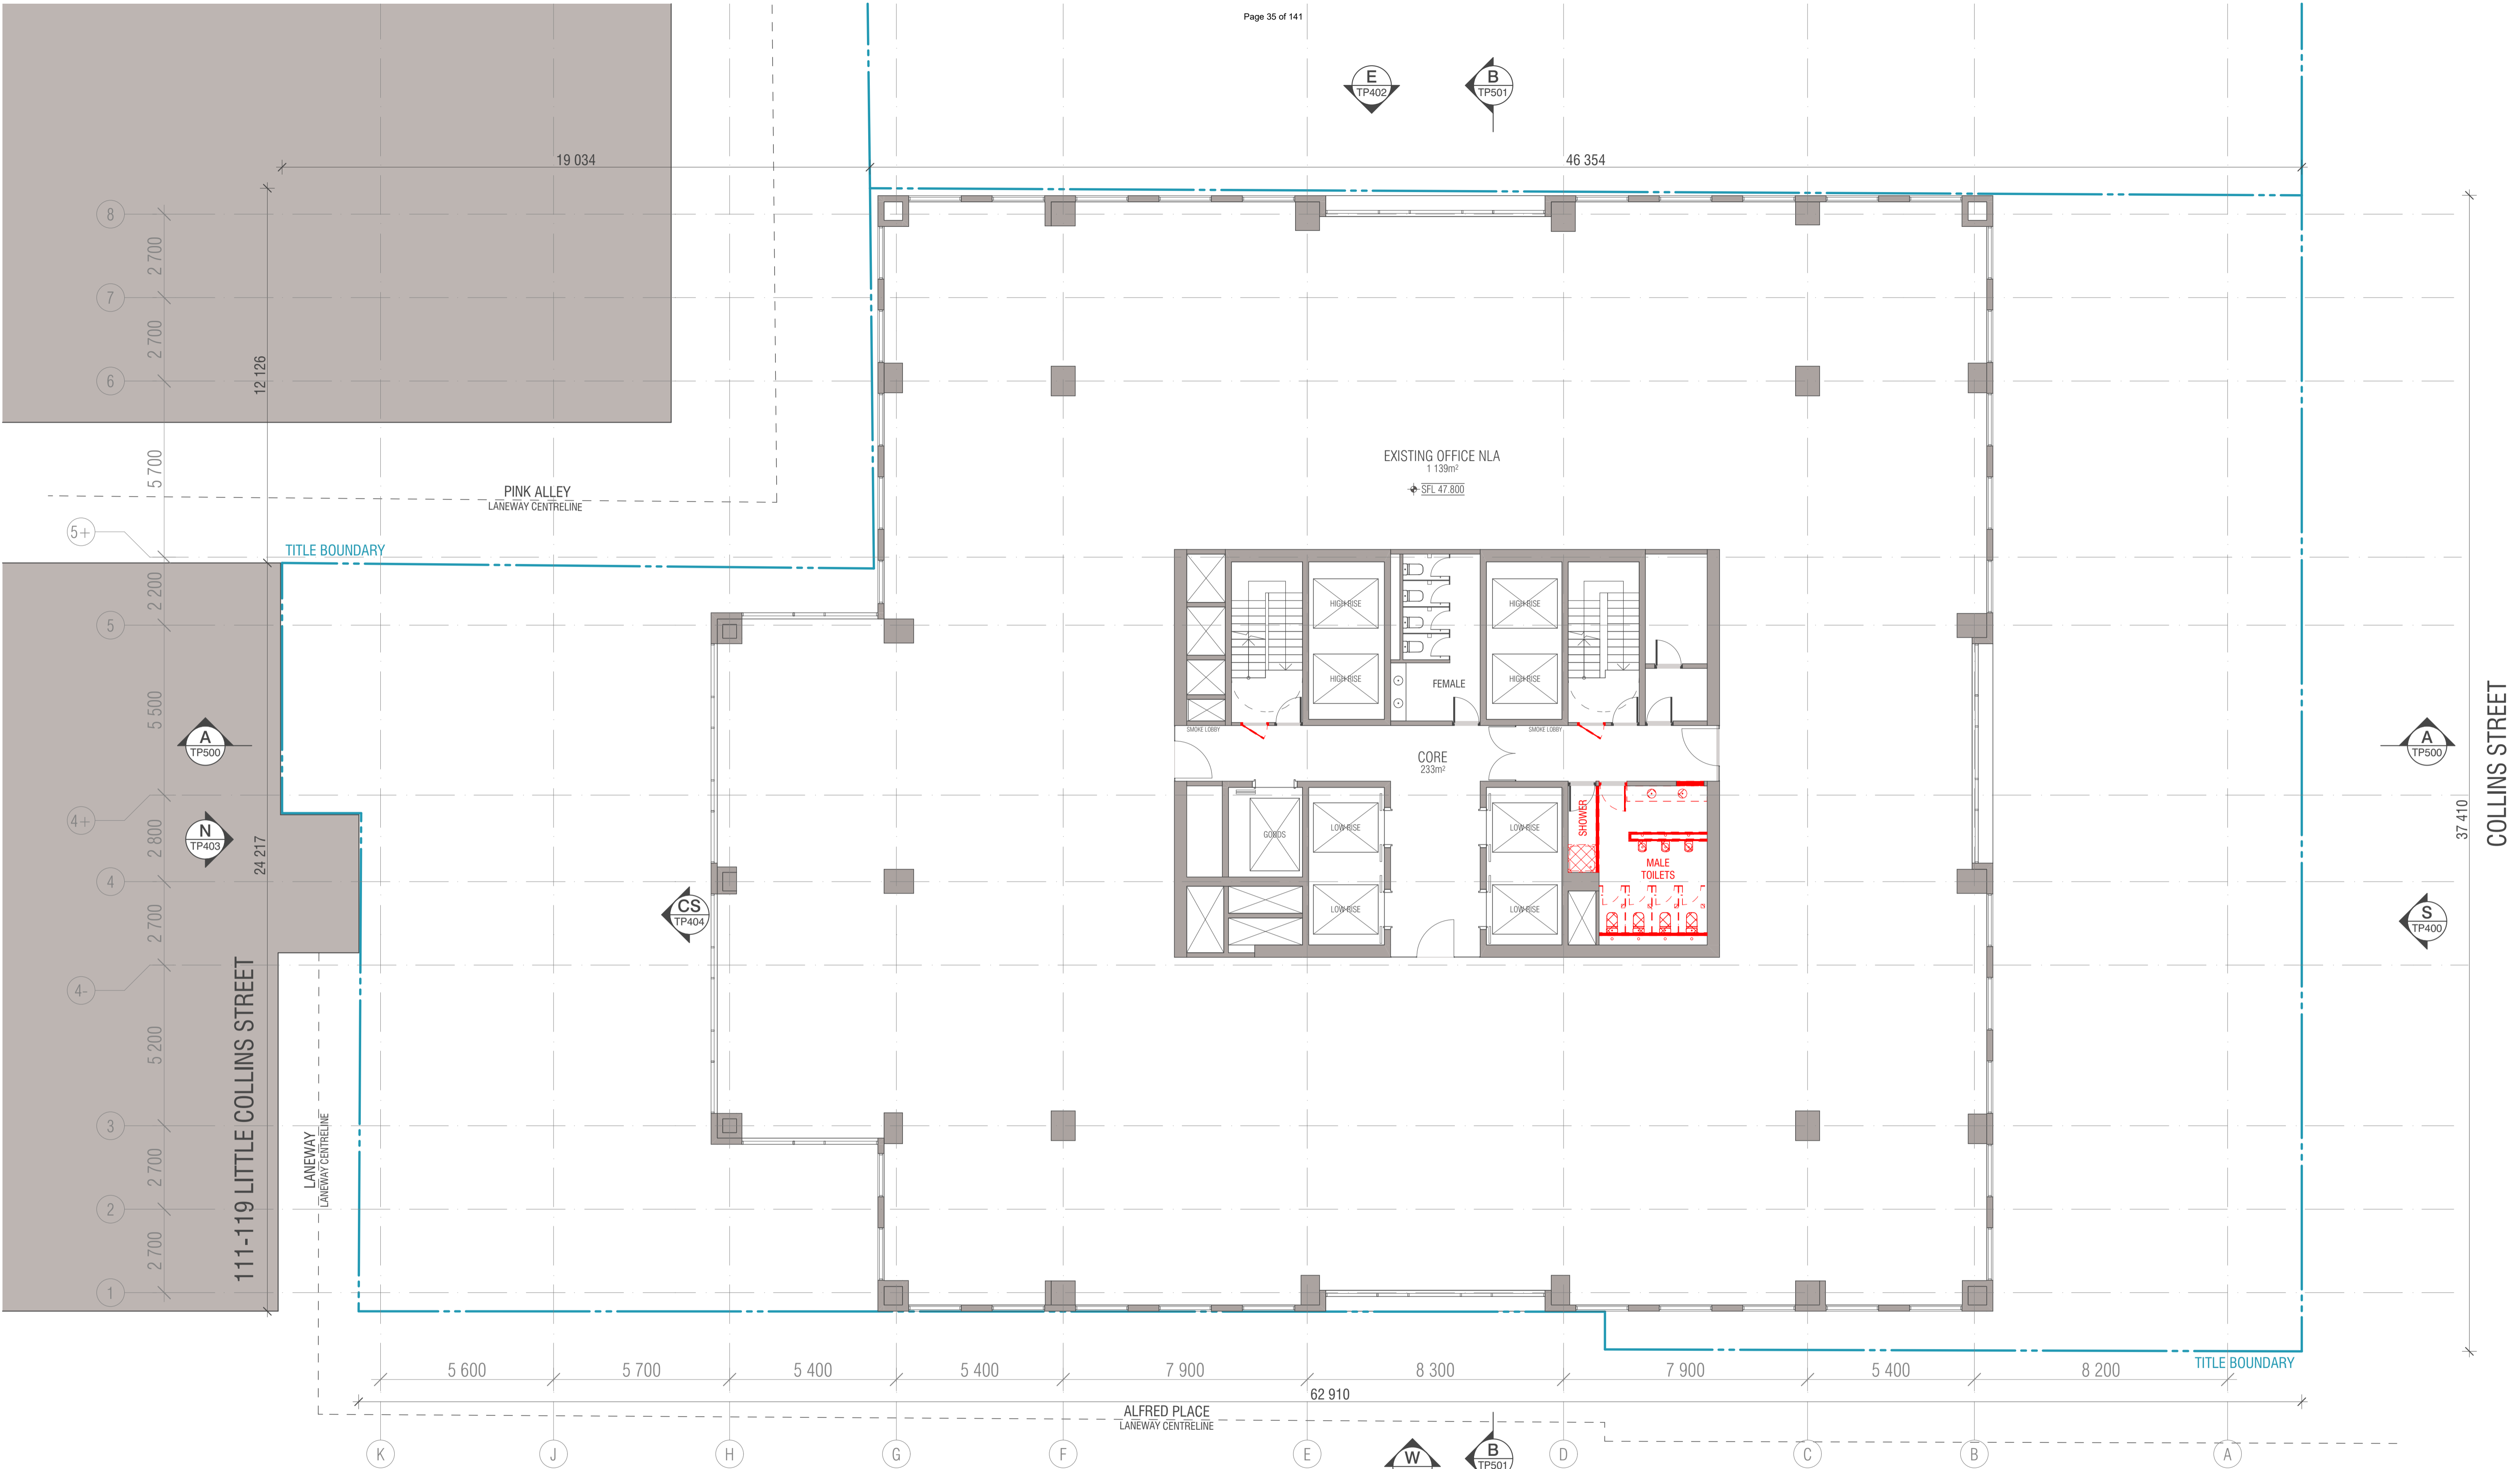 Page 35 of 141
E
TP402
B
TP501
19 034
46 354
8
2 700
7
2 700
12 126
6
5 700
EXISTING OFFICE NLA
1 139m²
SFL 47.800
PINK ALLEY
LANEWAY CENTRELINE
5+
TITLE BOUNDARY
2 200
5
HIGH RISE
HIGH RISE
HIGH RISE
HIGH RISE
FEMALE
5 500
A
TP500
SMOKE LOBBY
SMOKE LOBBY
CORE
233m²
A
TP500
COLLINS STREET
37 410
4+
N
TP403
2 800
24 217
GOODS
LOW RISE
LOW RISE
SHOWER
MALE
TOILETS
4
CS
TP404
LOW RISE
LOW RISE
S
TP400
2 700
4-
5 200
111-119 LITTLE COLLINS STREET
LANEWAY
LANEWAY CENTRELINE
3
2 700
2
2 700
1
5 600
5 700
5 400
5 400
7 900
8 300
7 900
5 400
8 200
TITLE BOUNDARY
62 910
ALFRED PLACE
LANEWAY CENTRELINE
K
J
H
G
F
E
W
B
TP501
D
C
B
A